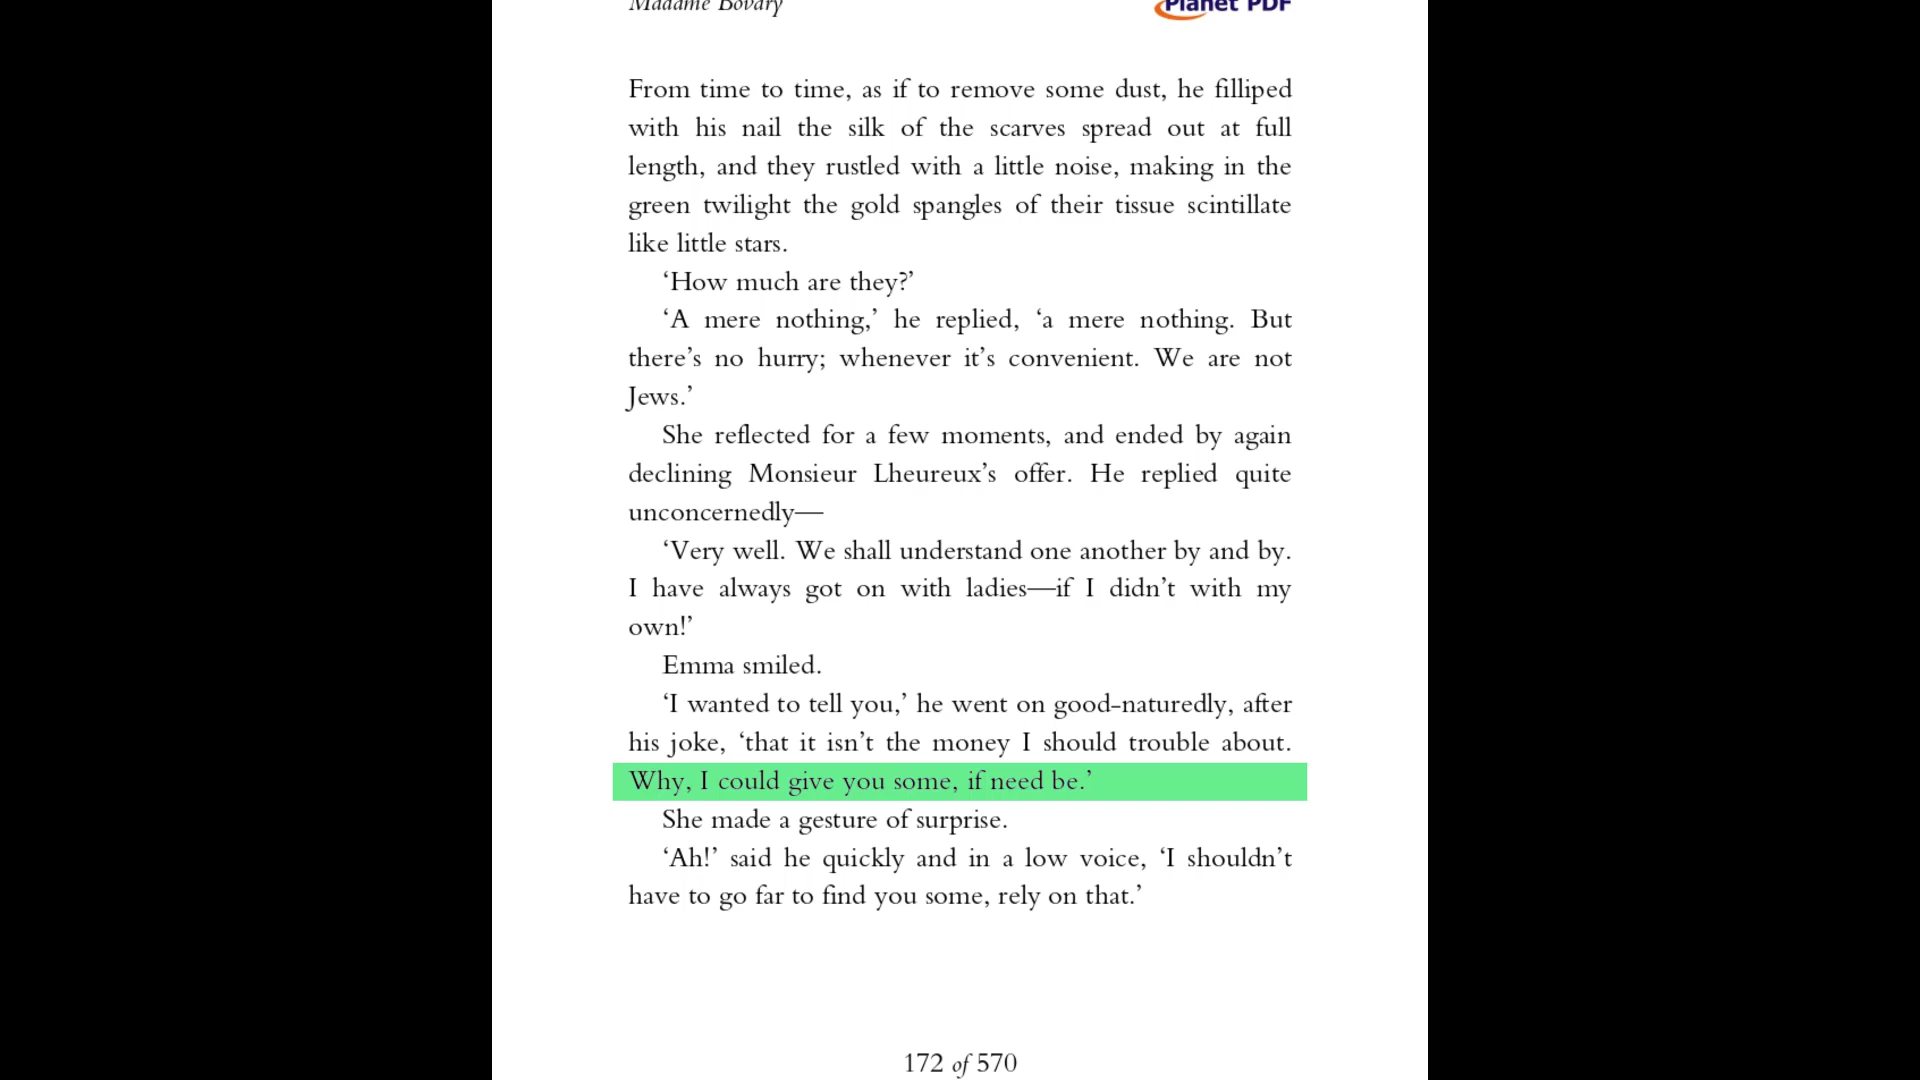 Madame Bovary
Planet PDF
From time to time, as if to remove some dust, he filliped
with his nail the silk of the scarves spread out at full
length, and they rustled with a little noise, making in the
green twilight the gold spangles of their tissue scintillate
like little stars.
‘How much are they?’
‘A mere nothing,’ he replied, ‘a mere nothing. But
there’s no hurry; whenever it’s convenient. We are not
Jews.’
She reflected for a few moments, and ended by again
declining Monsieur Lheureux’s offer. He replied quite
unconcernedly—
‘Very well. We shall understand one another by and by.
I have always got on with ladies—if I didn’t with my
own!’
Emma smiled.
‘I wanted to tell you,’ he went on good-naturedly, after
his joke, ‘that it isn’t the money I should trouble about.
Why, I could give you some, if need be.’
She made a gesture of surprise.
‘Ah!’ said he quickly and in a low voice, ‘I shouldn’t
have to go far to find you some, rely on that.’
172 of 570